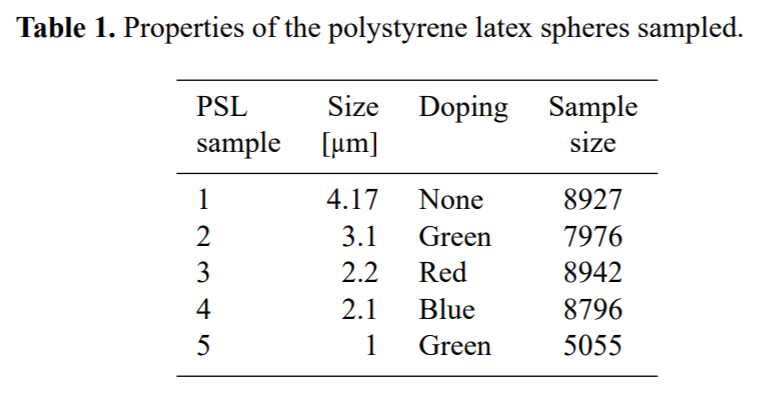 Table 1. Properties of the polystyrene latex spheres sampled.
PSL Size Doping Sample
sample [μm] size
1 4.17 None 8927
2 3.1 Green 7976
3 2.2 Red 8942
4 2.1 Blue 8796
5 1 Green 5055